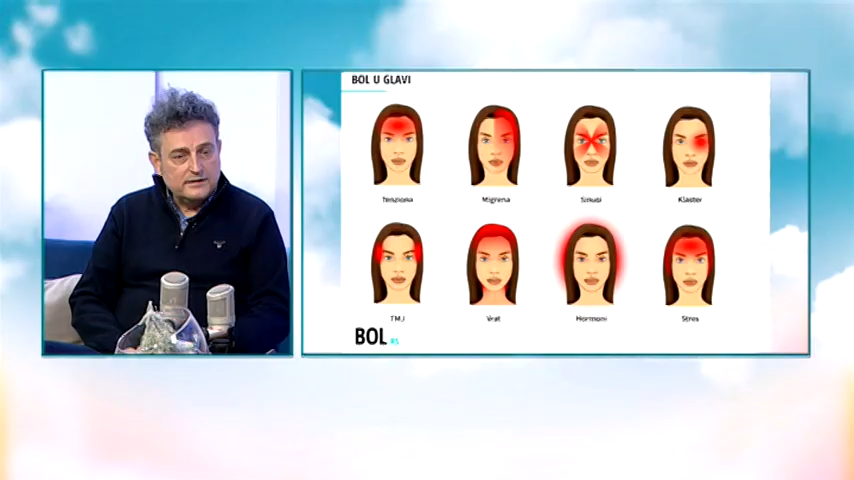 BOL U GLAVI
Tenziona
Migrena
Sinusi
Klaster
TMJ
Vrat
Hormoni
Stres
BOL